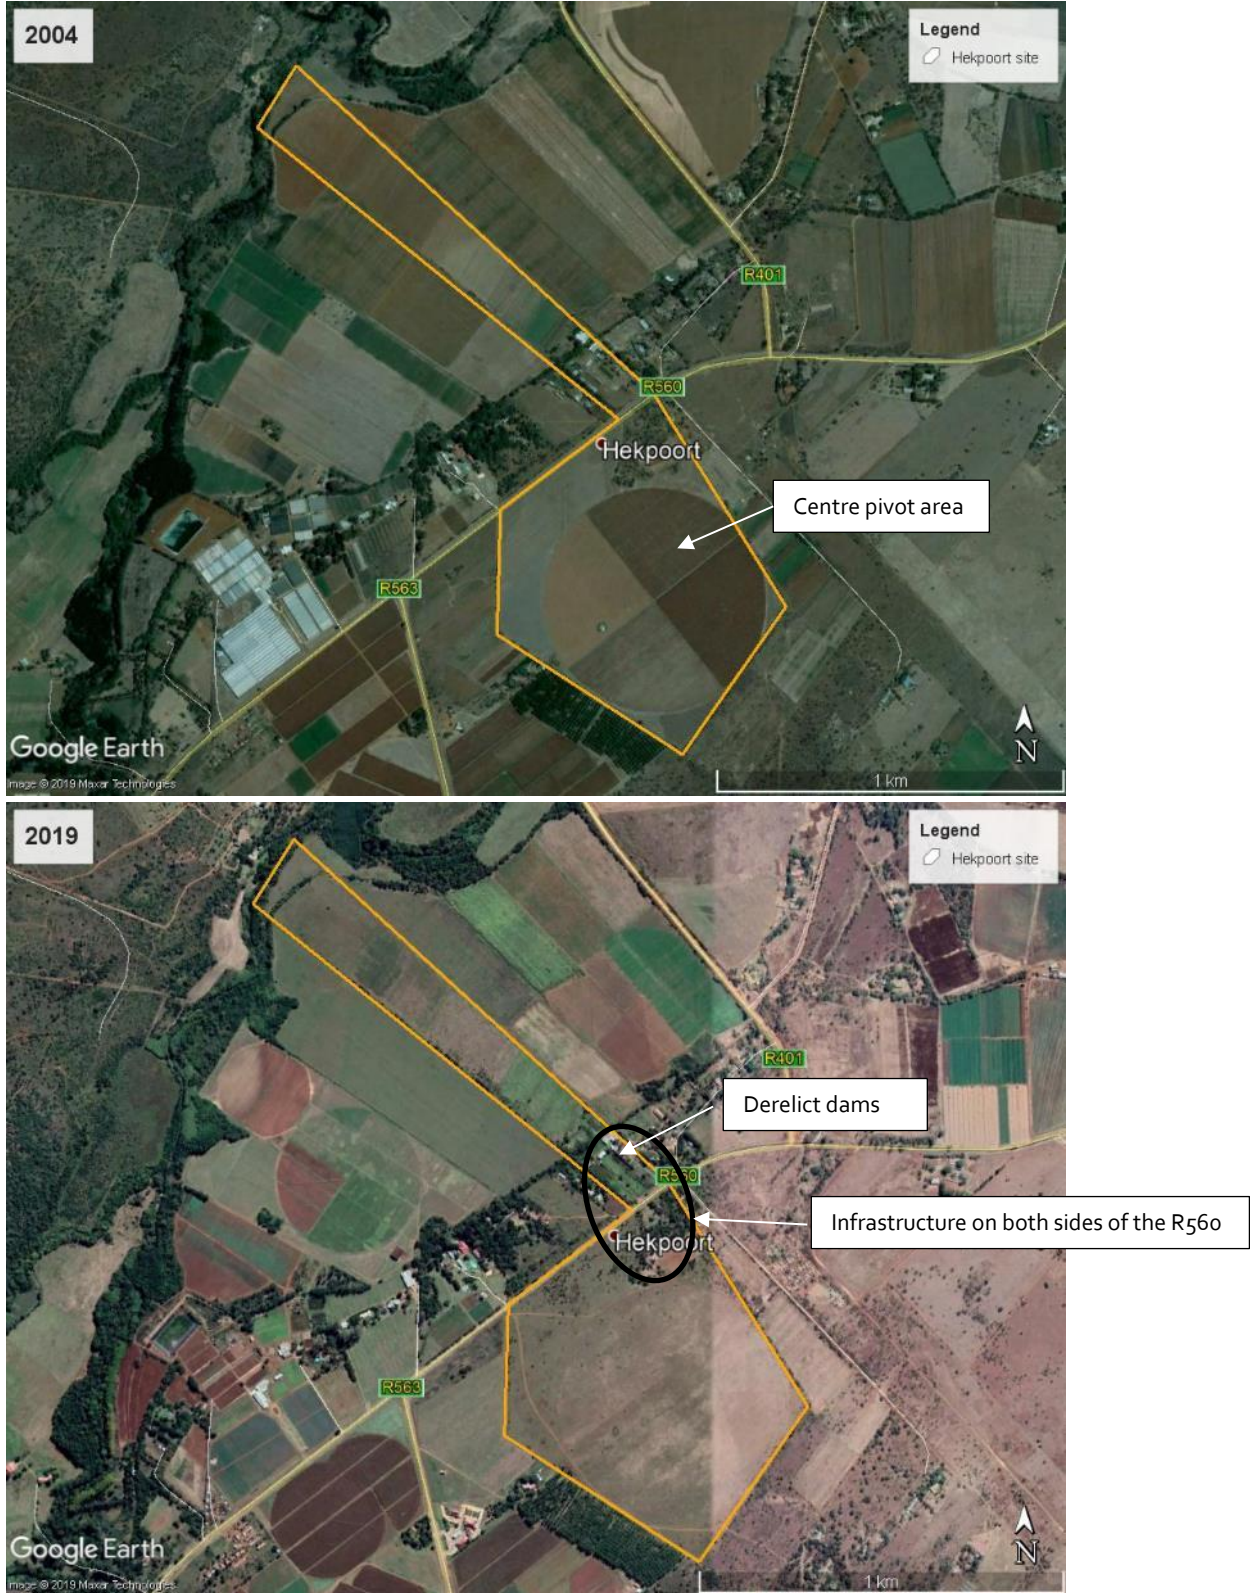 2004
Legend
Hekpoort site
R401
R560
Hekpoort
Centre pivot area
R563
N
Google Earth
Image © 2019 Maxar Technologies
1 km
2019
Legend
Hekpoort site
R401
Derelict dams
R560
Infrastructure on both sides of the R560
Hekpoort
R563
N
Google Earth
Image © 2019 Maxar Technologies
1 km